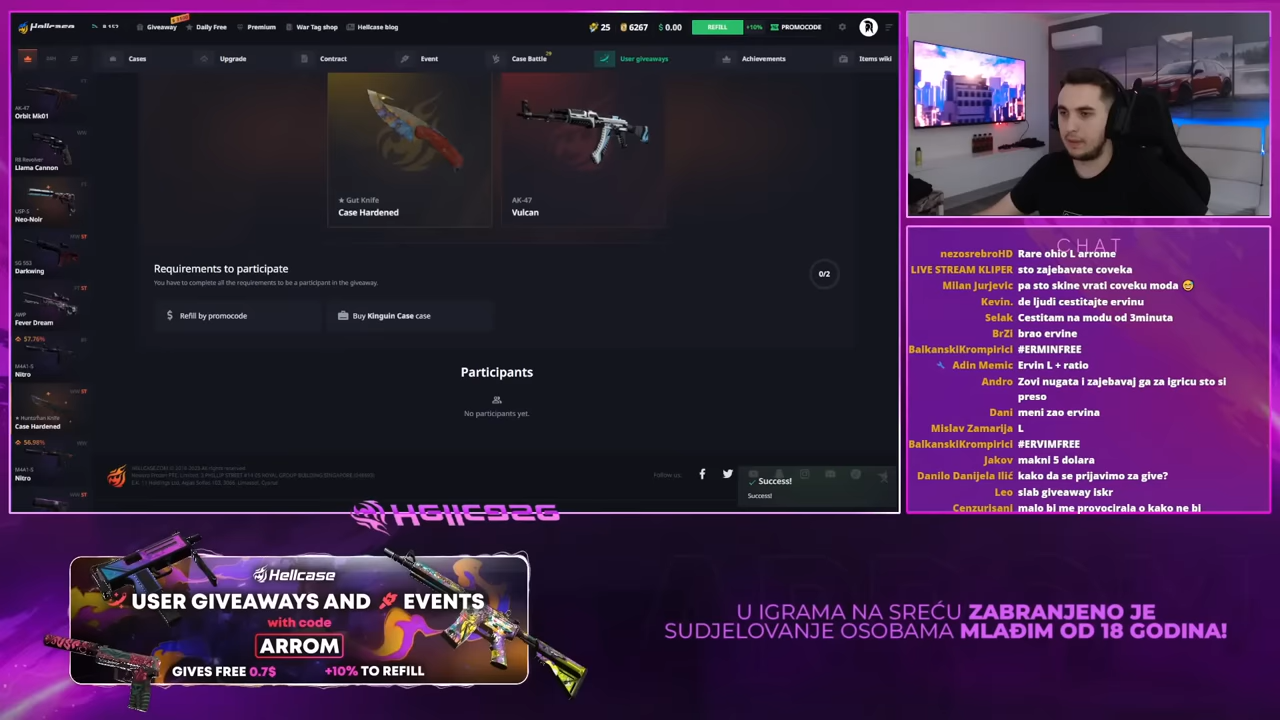 Hellcase
Giveaway
Daily Free
Premium
War Tag shop
Hellcase blog
25
6267
$ 0.00
REFILL
+10%
PROMOCODE
Cases
Upgrade
Contract
Event
Case Battle
29
User giveaways
Achievements
Items wiki
AK-47
Orbit Mk01
R8 Revolver
Llama Cannon
USP-S
Neo-Noir
SG 553
Darkwing
AWP
Fever Dream
57.76%
M4A1-S
Nitro
★ Huntsman Knife
Case Hardened
56.98%
M4A1-S
Nitro
★ Gut Knife
Case Hardened
AK-47
Vulcan
Requirements to participate
You have to complete all the requirements to be a participant in the giveaway.
0/2
$ Refill by promocode
Buy Kinguin Case case
Participants
No participants yet.
Follow us:
Success!
Success!
CHAT
nezosrebroHD Rare ohio L arrome
LIVE STREAM KLIPER sto zajebavate coveka
Milan Jurjevic pa sto skine vrati coveku moda 😅
Kevin. de ljudi cestitajte ervinu
Selak Cestitam na modu od 3minuta
BrZi brao ervine
BalkanskiKrompirici #ERMINFREE
Adin Memic Ervin L + ratio
Andro Zovi nugata i zajebavaj ga za igricu sto si
preso
Dani meni zao ervina
Mislav Zamarija L
BalkanskiKrompirici #ERVIMFREE
Jakov makni 5 dolara
Danilo Danijela Ilić kako da se prijavimo za give?
Leo slab giveaway iskr
Cenzurisani malo bi me provocirala o kako ne bi
Hellcase
USER GIVEAWAYS AND EVENTS
with code
ARROM
GIVES FREE 0.7$ +10% TO REFILL
U IGRAMA NA SREĆU ZABRANJENO JE
SUDJELOVANJE OSOBAMA MLAĐIM OD 18 GODINA!